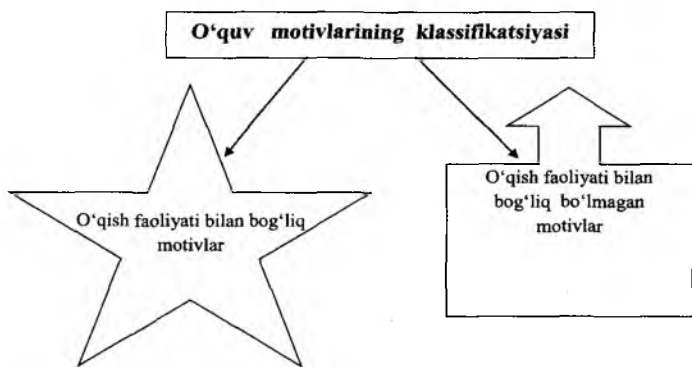 O‘quv motivlarining klassifikatsiyasi
O‘qish faoliyati bilan bog‘liq
motivlar
O‘qish faoliyati bilan
bog‘liq bo‘lmagan
motivlar